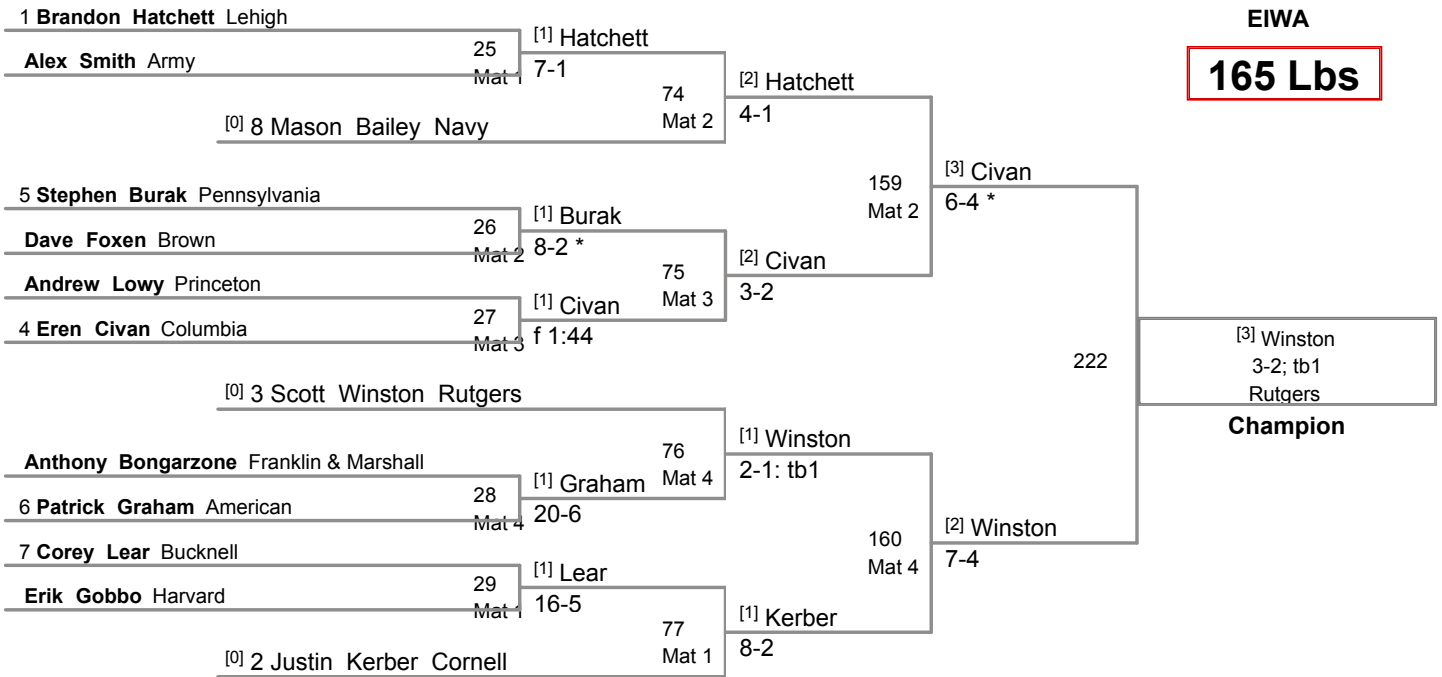 1 Brandon Hatchett Lehigh
Alex Smith Army
25
Mat 1
[1] Hatchett
7-1
[0] 8 Mason Bailey Navy
74
Mat 2
[2] Hatchett
4-1
5 Stephen Burak Pennsylvania
Dave Foxen Brown
26
Mat 2
[1] Burak
8-2 *
Andrew Lowy Princeton
4 Eren Civan Columbia
27
Mat 3
[1] Civan
f 1:44
75
Mat 3
[2] Civan
3-2
159
Mat 2
[3] Civan
6-4 *
[0] 3 Scott Winston Rutgers
Anthony Bongarzone Franklin & Marshall
6 Patrick Graham American
28
Mat 4
[1] Graham
20-6
76
Mat 4
[1] Winston
2-1: tb1
7 Corey Lear Bucknell
Erik Gobbo Harvard
29
Mat 1
[1] Lear
16-5
[0] 2 Justin Kerber Cornell
77
Mat 1
[1] Kerber
8-2
160
Mat 4
[2] Winston
7-4
222
[3] Winston
3-2; tb1
Rutgers
Champion
EIWA
165 Lbs